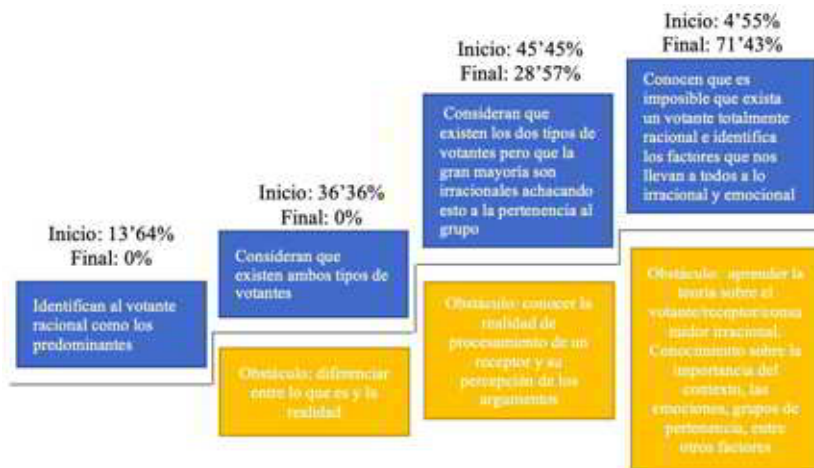 Inicio: 13’64%
Final: 0%
Identifican al votante
racional como los
predominantes
Inicio: 36’36%
Final: 0%
Consideran que
existen ambos tipos de
votantes
Obstáculo: diferenciar
entre lo que es y la
realidad
Inicio: 45’45%
Final: 28’57%
Consideran que
existen los dos tipos de
votantes pero que la
gran mayoría son
irracionales achacando
esto a la pertenencia al
grupo
Obstáculo: conocer la
realidad de
procesamiento de un
receptor y su
percepción de los
argumentos
Inicio: 4’55%
Final: 71’43%
Conocen que es
imposible que exista
un votante totalmente
racional e identifica
los factores que nos
llevan a todos a lo
irracional y emocional
Obstáculo: aprender la
teoría sobre el
votante/receptor/consu
midor irracional.
Conocimiento sobre la
importancia del
contexto, las
emociones, grupos de
pertenencia, entre
otros factores